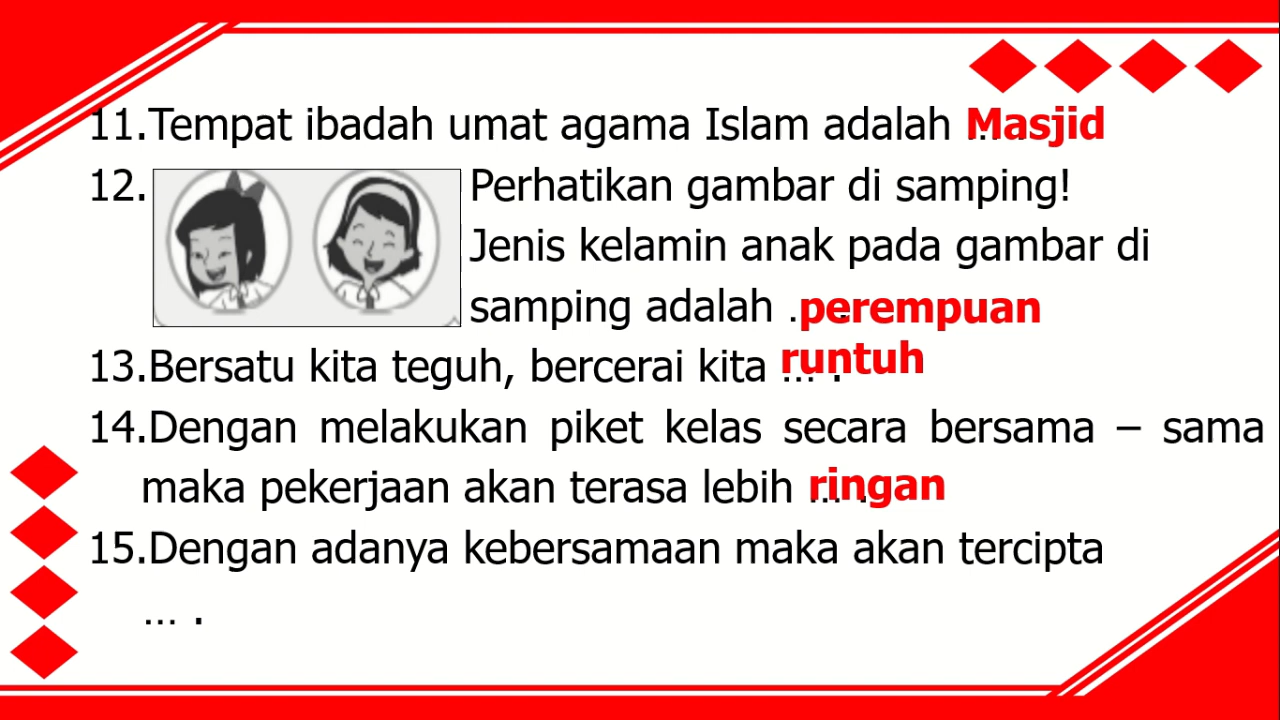 11.Tempat ibadah umat agama Islam adalah Masjid
12. Perhatikan gambar di samping!
Jenis kelamin anak pada gambar di
samping adalah .perempuan
13.Bersatu kita teguh, bercerai kita runtuh
14.Dengan melakukan piket kelas secara bersama – sama
maka pekerjaan akan terasa lebih ringan
15.Dengan adanya kebersamaan maka akan tercipta
... .